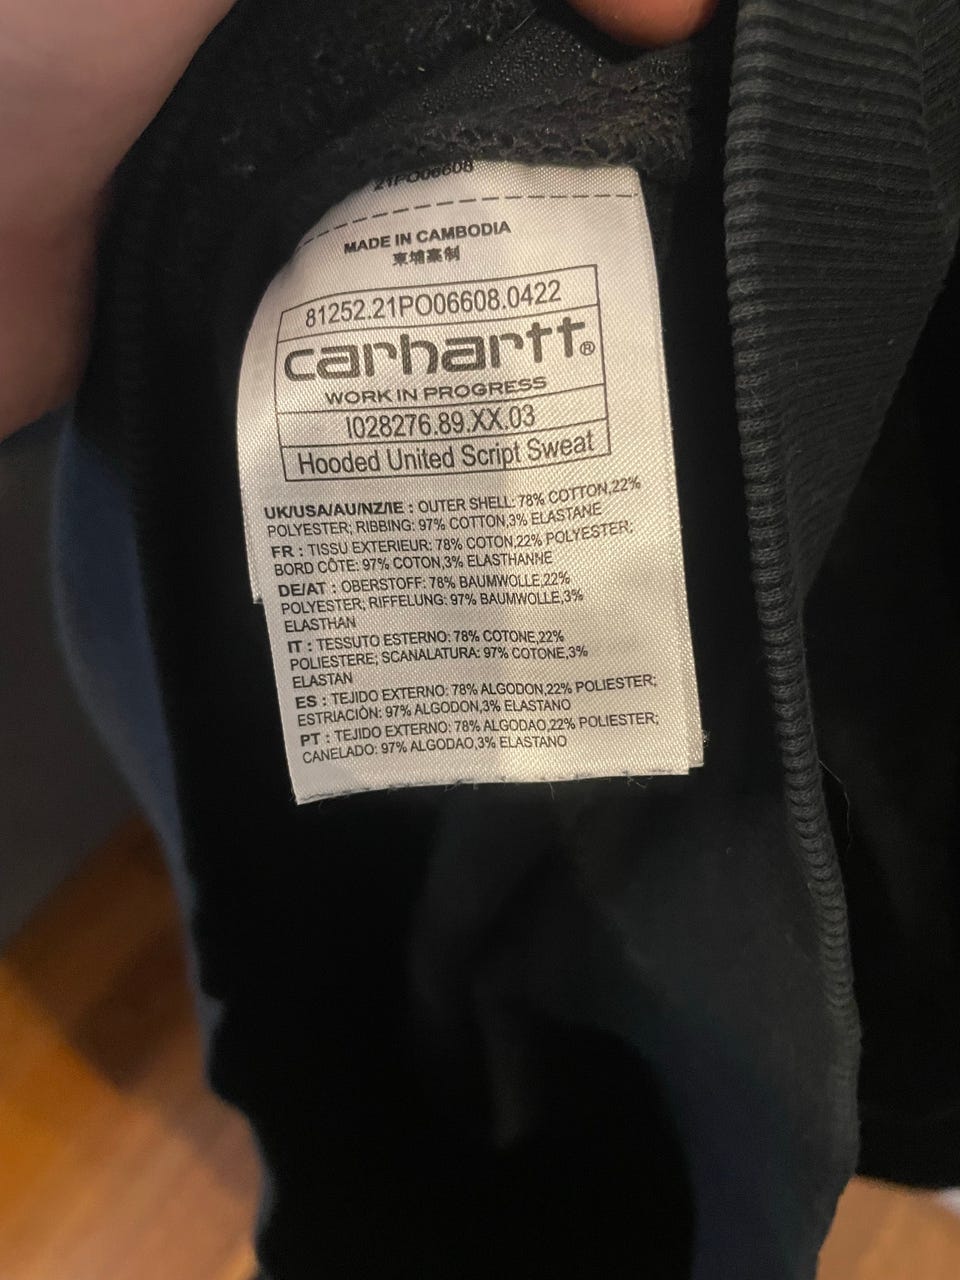 21PO06608
MADE IN CAMBODIA
柬埔寨制
81252.21PO06608.0422
carhartt®
WORK IN PROGRESS
I028276.89.XX.03
Hooded United Script Sweat
UK/USA/AU/NZ/IE : OUTER SHELL: 78% COTTON,22%
POLYESTER; RIBBING: 97% COTTON,3% ELASTANE
FR : TISSU EXTERIEUR: 78% COTON,22% POLYESTER;
BORD CÔTE: 97% COTON,3% ELASTHANNE
DE/AT : OBERSTOFF: 78% BAUMWOLLE,22%
POLYESTER; RIFFELUNG: 97% BAUMWOLLE,3%
ELASTHAN
IT : TESSUTO ESTERNO: 78% COTONE,22%
POLIESTERE; SCANALATURA: 97% COTONE,3%
ELASTAN
ES : TEJIDO EXTERNO: 78% ALGODON,22% POLIESTER;
ESTRIACIÒN: 97% ALGODON,3% ELASTANO
PT : TEJIDO EXTERNO: 78% ALGODAO,22% POLIESTER;
CANELADO: 97% ALGODAO,3% ELASTANO